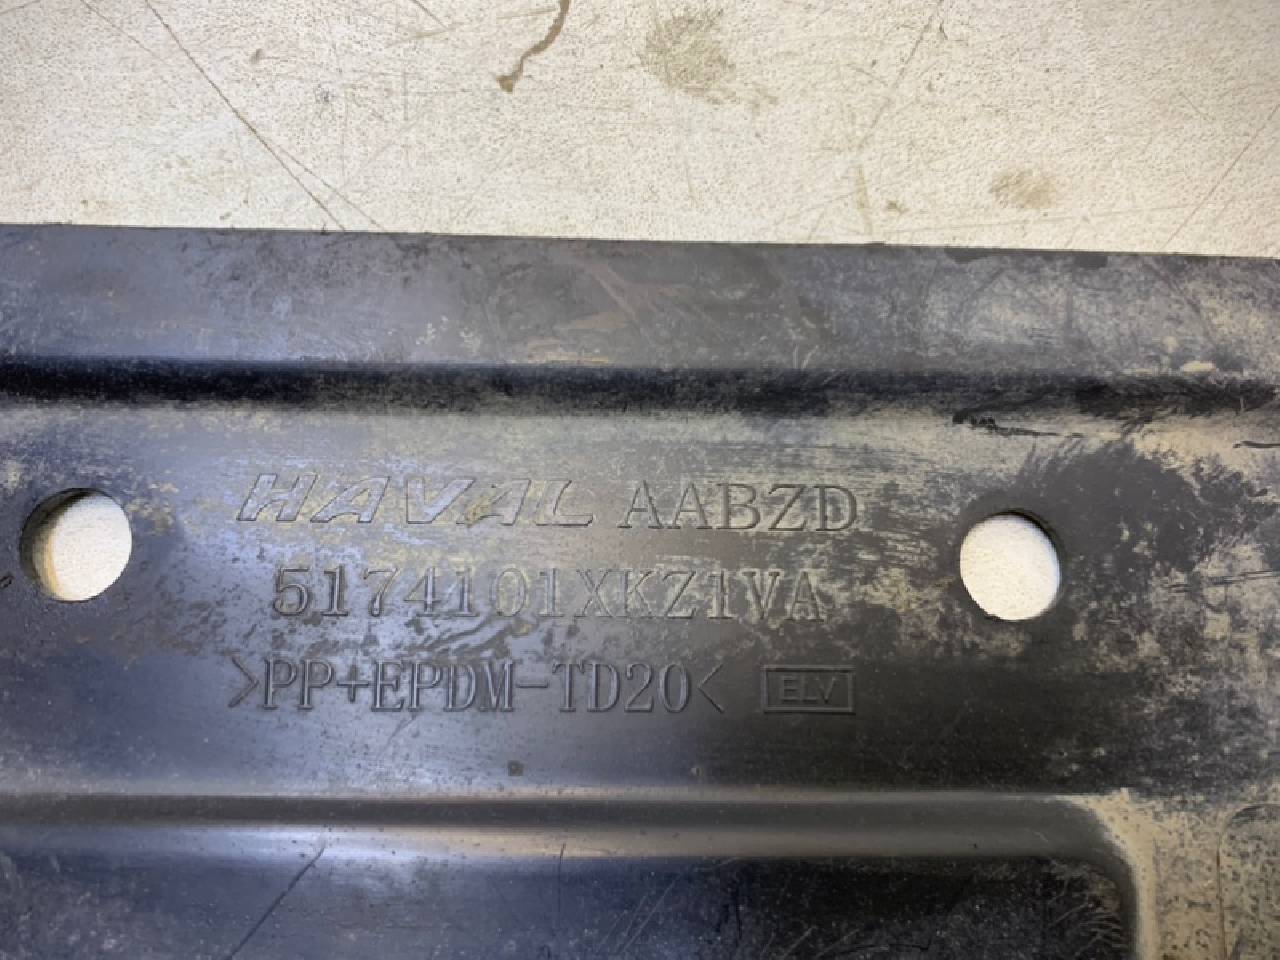 HAVAL AABZD
5174101XKZ1VA
>PP+EPDM-TD20< ELV